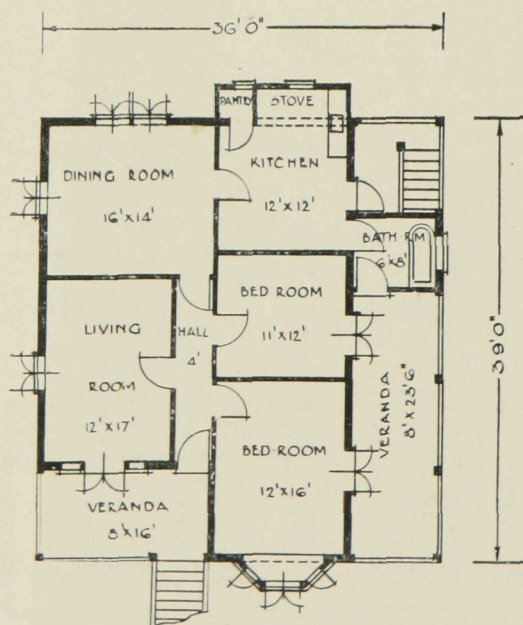 36'0"
PANTRY
STOVE
DINING ROOM
16'X14'
KITCHEN
12'X12'
BATH-RM
6'X8'
BED ROOM
11'X12'
LIVING
ROOM
12'X17'
HALL
4'
VERANDA
8'X23'6"
39'0"
BED-ROOM
12'X16'
VERANDA
8'X16'